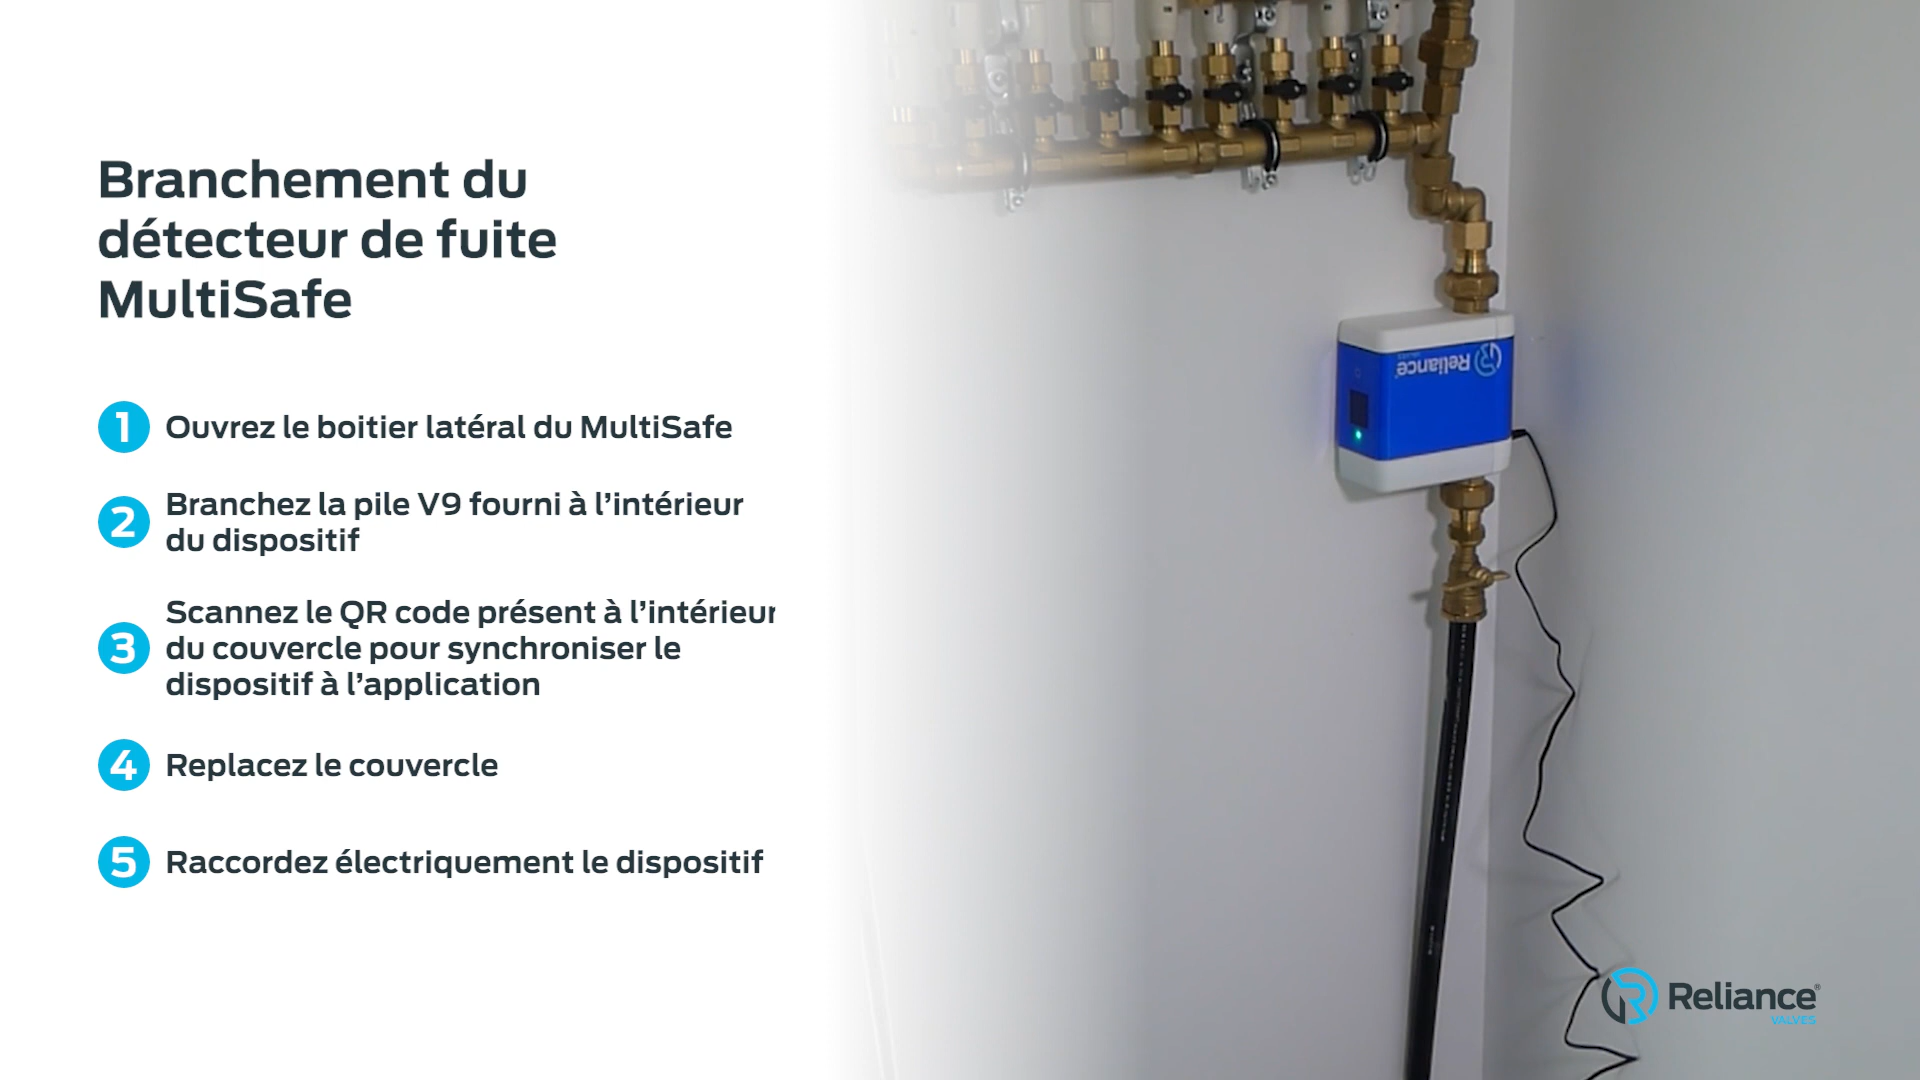 Branchement du
détecteur de fuite
MultiSafe
1 Ouvrez le boitier latéral du MultiSafe
2 Branchez la pile V9 fourni à l’intérieur
du dispositif
3 Scannez le QR code présent à l’intérieur
du couvercle pour synchroniser le
dispositif à l’application
4 Replacez le couvercle
5 Raccordez électriquement le dispositif
Reliance
Reliance®
VALVES